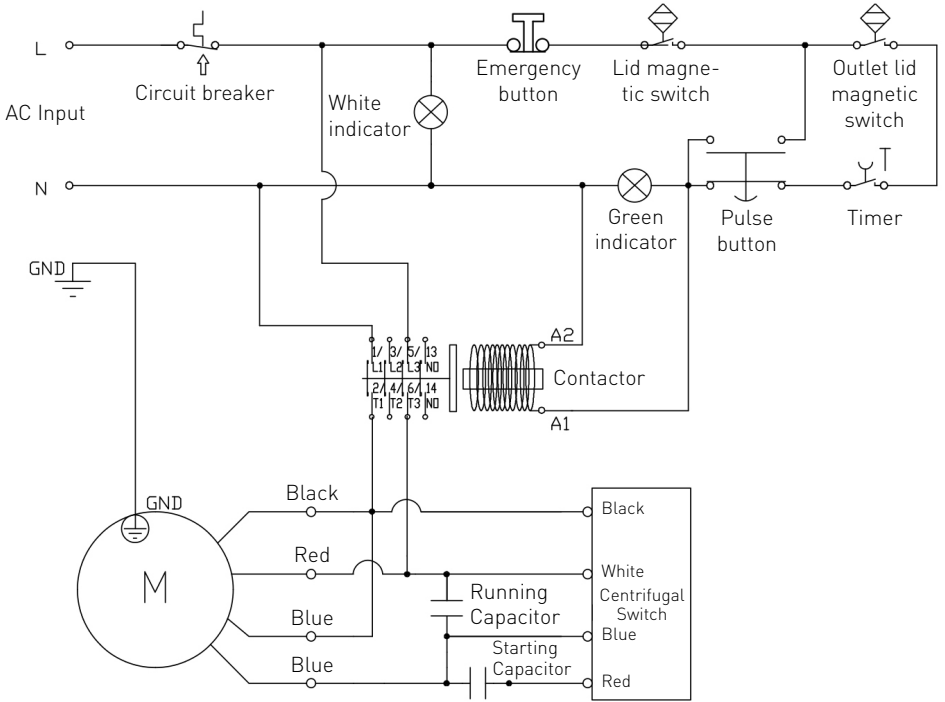 L
Circuit breaker
AC Input
N
White
indicator
Emergency
button
Lid magne-
tic switch
Outlet lid
magnetic
switch
Green
indicator
Pulse
button
T
Timer
GND
1/ 3/ 5/ 13
L1 L2 L3 NO
2/ 4/ 6/ 14
T1 T2 T3 NO
A2
Contactor
A1
GND
M
Black
Red
Blue
Blue
Running
Capacitor
Starting
Capacitor
Black
White
Centrifugal
Switch
Blue
Red